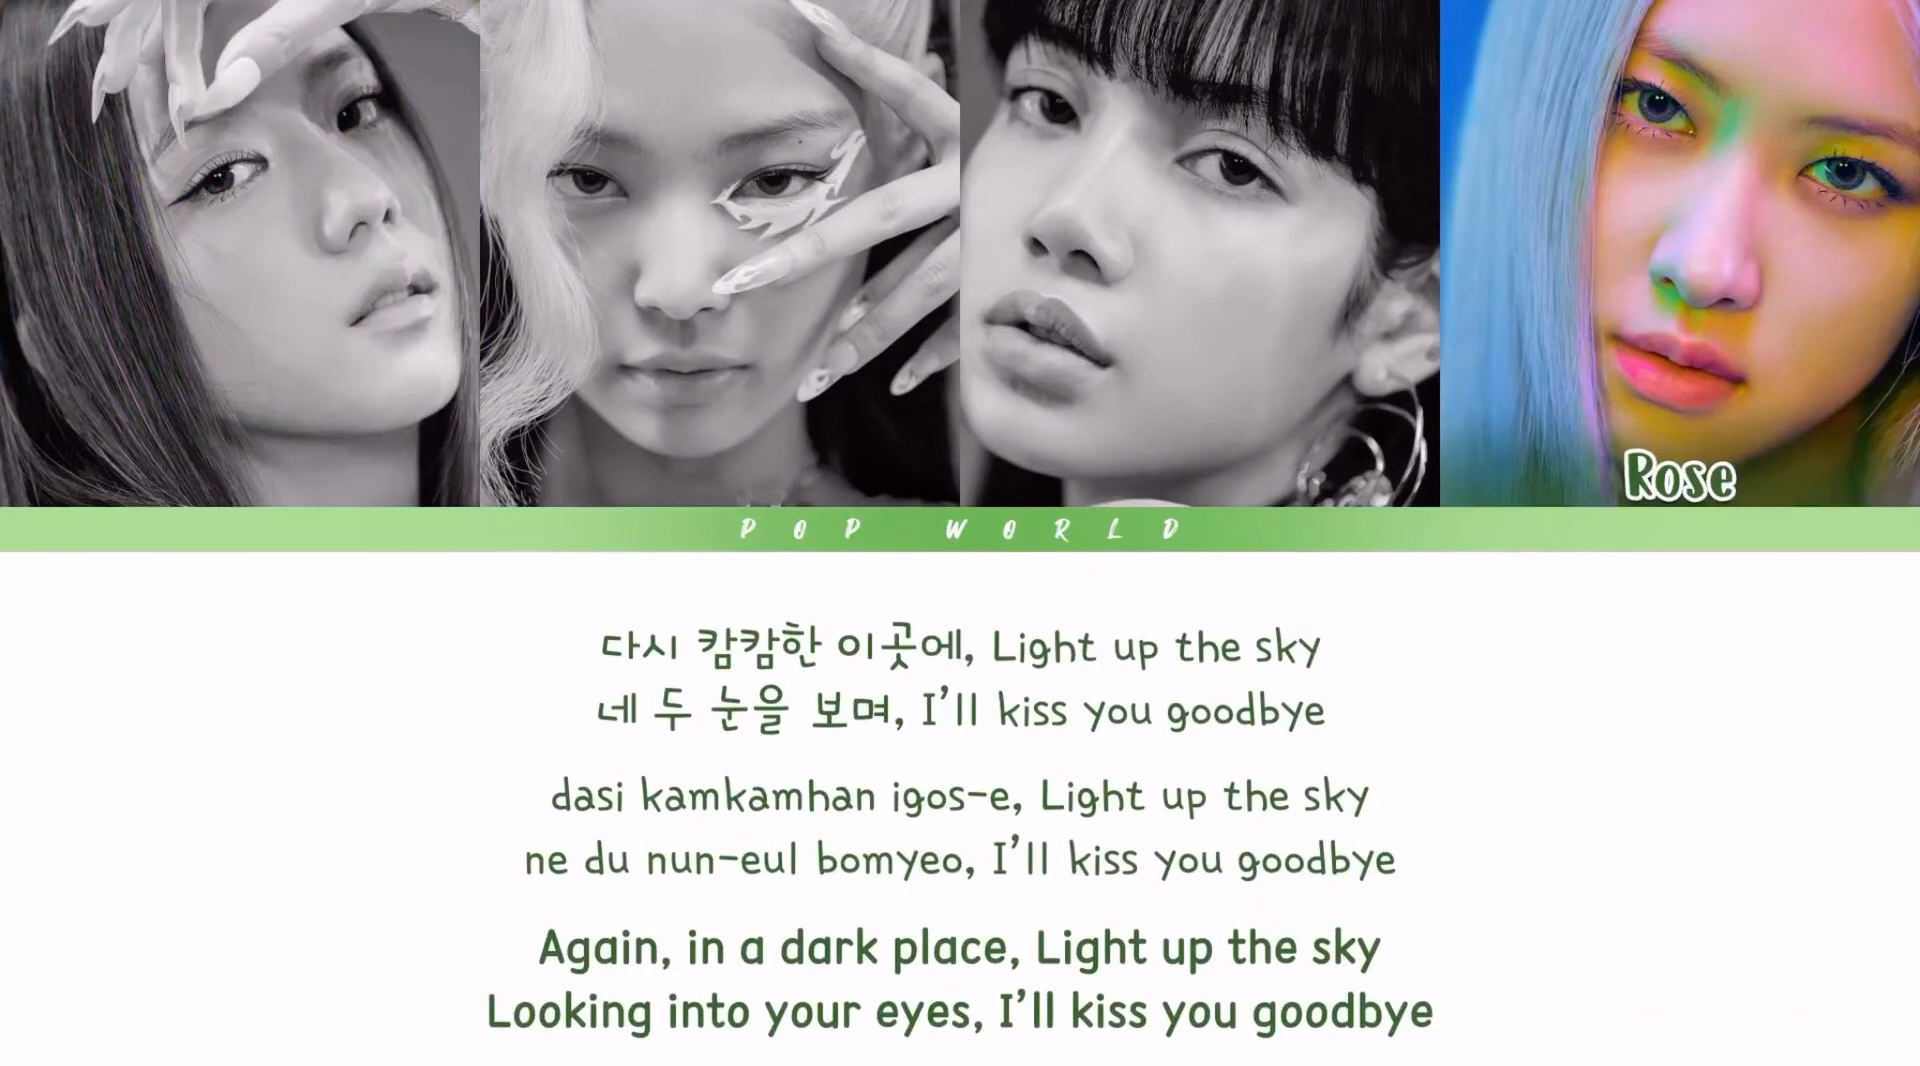 Rose
POP WORLD
다시 캄캄한 이곳에, Light up the sky
네 두 눈을 보며, I'll kiss you goodbye
dasi kamkamhan igos-e, Light up the sky
ne du nun-eul bomyeo, I'll kiss you goodbye
Again, in a dark place, Light up the sky
Looking into your eyes, I'll kiss you goodbye